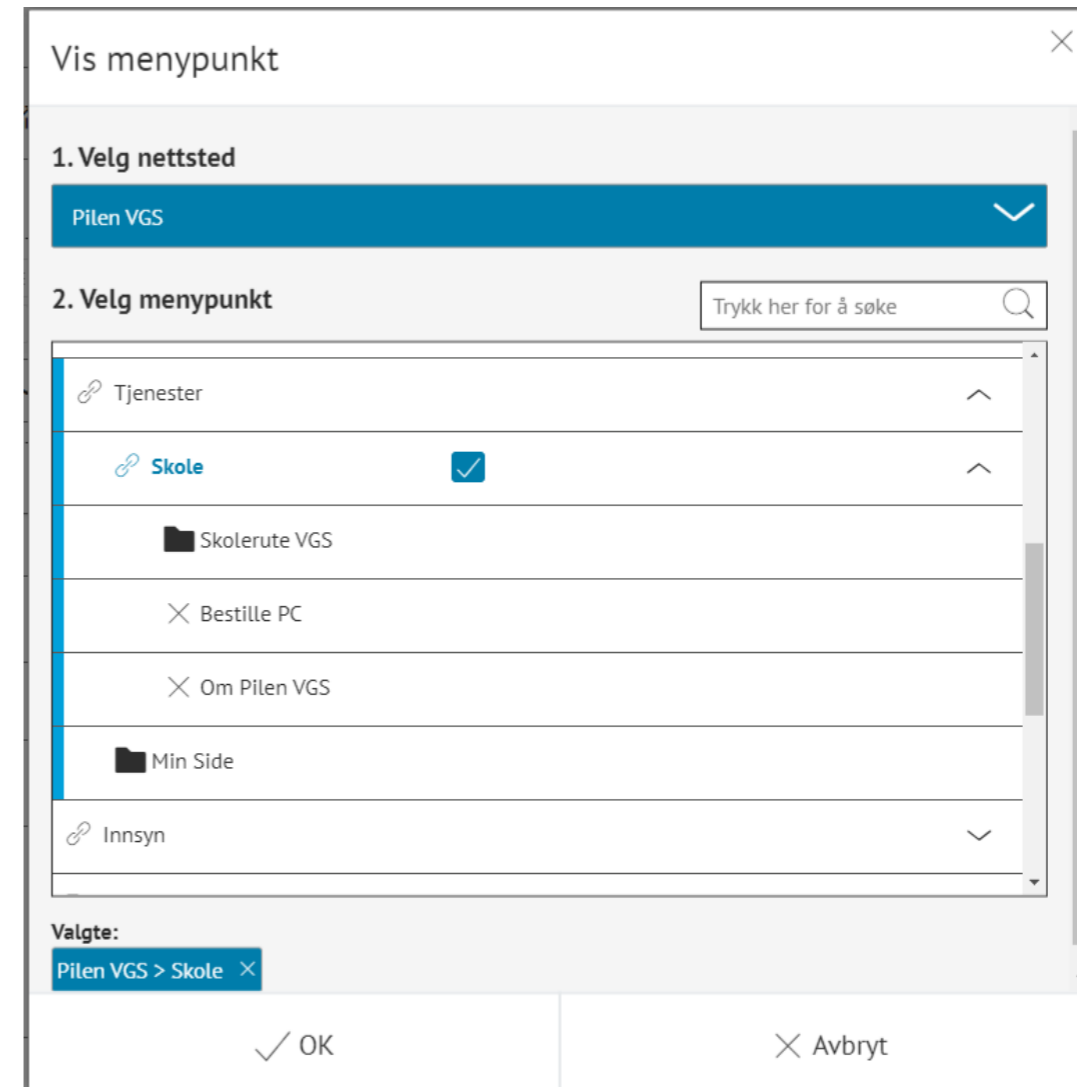 Vis menypunkt
1. Velg nettsted
Pilen VGS
2. Velg menypunkt
Trykk her for å søke
Tjenester
Skole
Skolerute VGS
Bestille PC
Om Pilen VGS
Min Side
Innsyn
Valgte:
Pilen VGS > Skole
OK
Avbryt